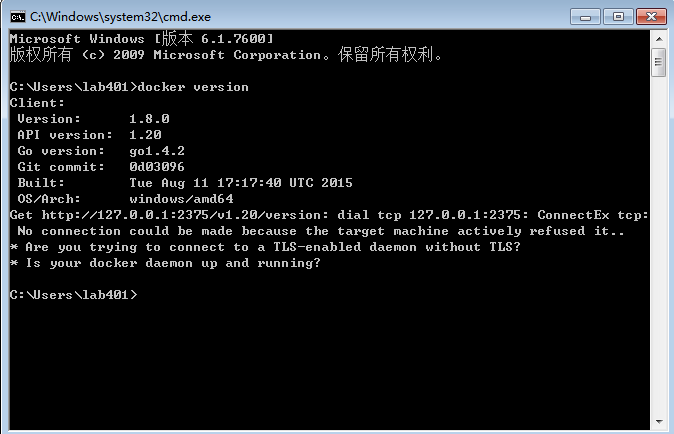 C:\Windows\system32\cmd.exe
Microsoft Windows [版本 6.1.7600]
版权所有 (c) 2009 Microsoft Corporation。保留所有权利。
C:\Users\lab401>docker version
Client:
 Version:      1.8.0
 API version:  1.20
 Go version:   go1.4.2
 Git commit:   0d03096
 Built:        Tue Aug 11 17:17:40 UTC 2015
 OS/Arch:      windows/amd64
Get http://127.0.0.1:2375/v1.20/version: dial tcp 127.0.0.1:2375: ConnectEx tcp:
 No connection could be made because the target machine actively refused it..
* Are you trying to connect to a TLS-enabled daemon without TLS?
* Is your docker daemon up and running?
C:\Users\lab401>